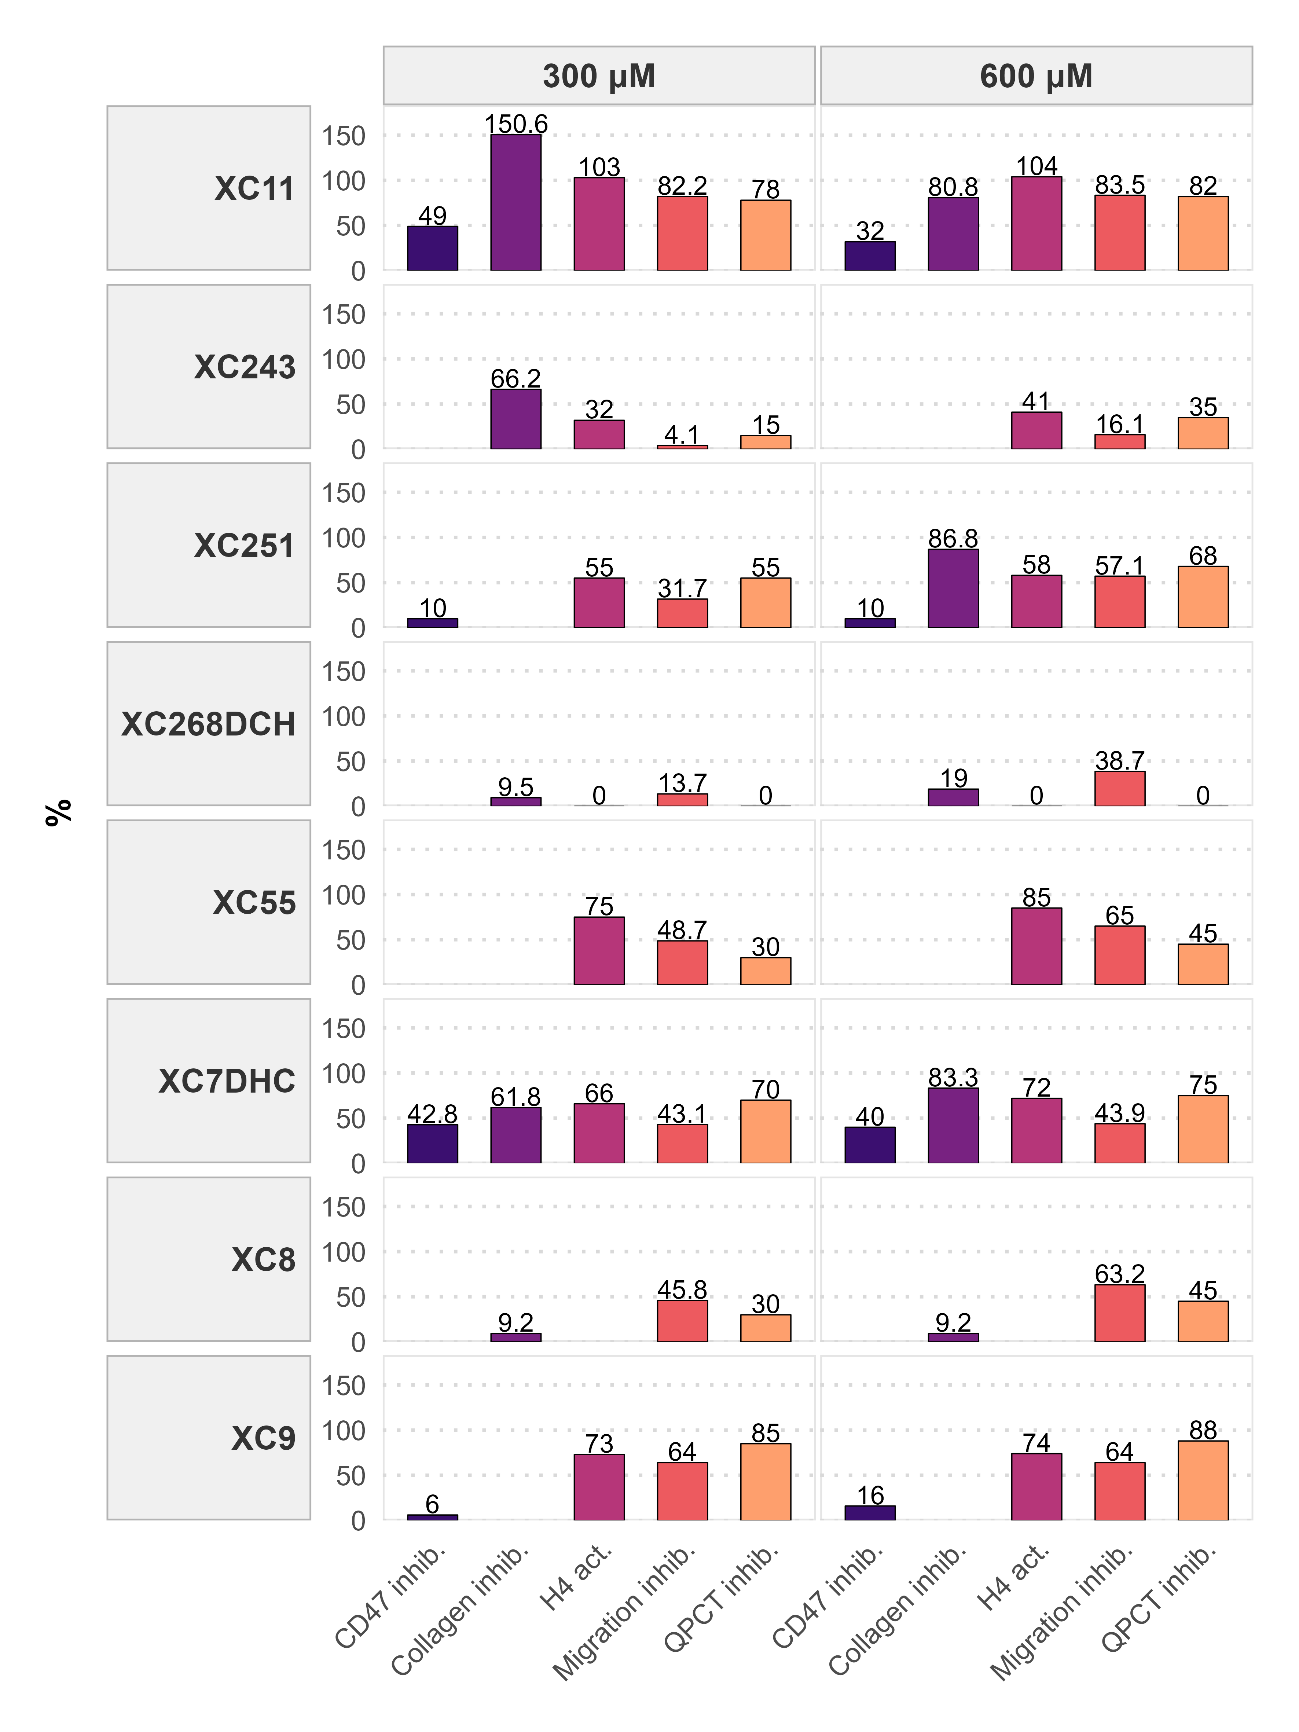 300 µM 600 µM
XC11
150
100
50
0
49 150.6 103 82.2 78
32 80.8 104 83.5 82
XC243
150
100
50
0
66.2 32 4.1 15
41 16.1 35
XC251
150
100
50
0
10 55 31.7 55
10 86.8 58 57.1 68
XC268DCH
150
100
50
0
9.5 0 13.7 0
19 0 38.7 0
XC55
150
100
50
0
75 48.7 30
85 65 45
XC7DHC
150
100
50
0
42.8 61.8 66 43.1 70
40 83.3 72 43.9 75
XC8
150
100
50
0
9.2 45.8 30
9.2 63.2 45
XC9
150
100
50
0
6 73 64 85
16 74 64 88
%
CD47 inhib.
Collagen inhib.
H4 act.
Migration inhib.
QPCT inhib.
CD47 inhib.
Collagen inhib.
H4 act.
Migration inhib.
QPCT inhib.